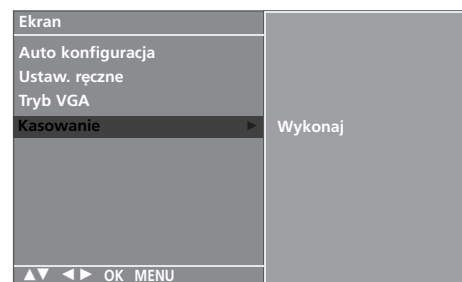 Ekran
Auto konfiguracja
Ustaw. ręczne
Tryb VGA
Kasowanie ► Wykonaj
▲▼ ◄► OK MENU